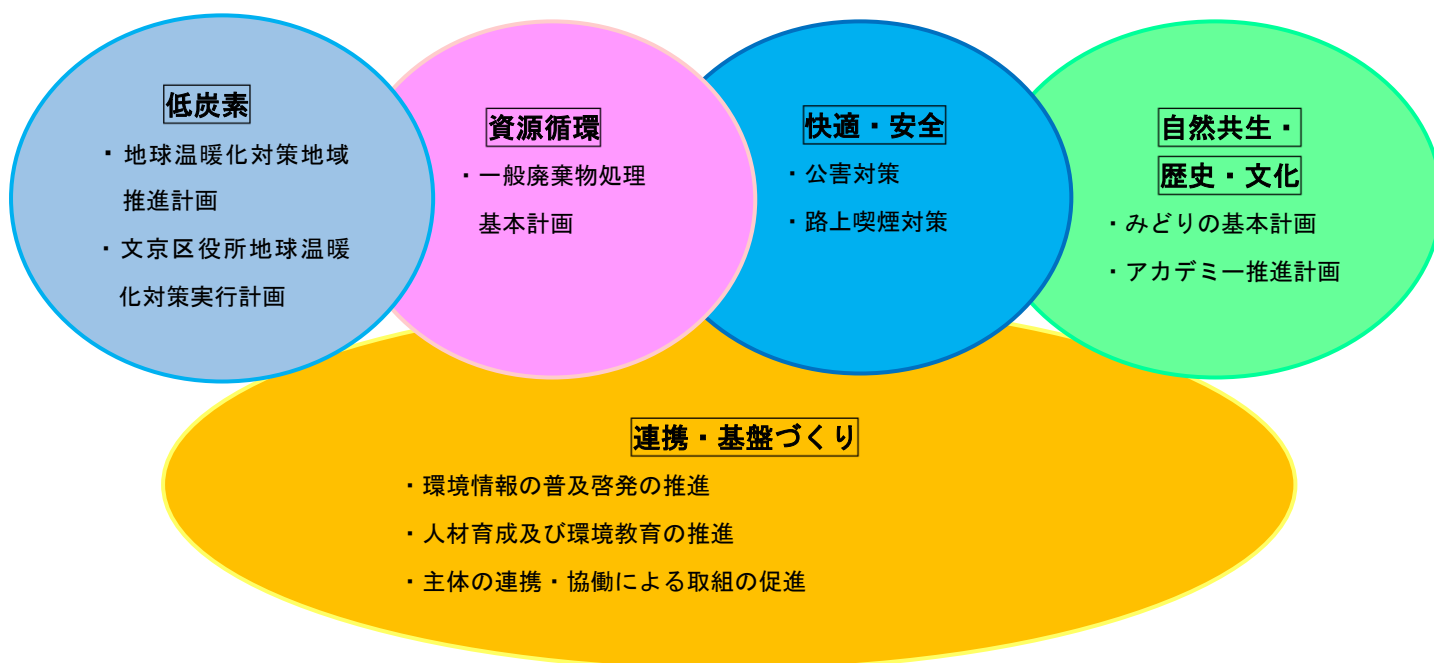 低炭素
・地球温暖化対策地域
推進計画
・文京区役所地球温暖
化対策実行計画
資源循環
・一般廃棄物処理
基本計画
快適・安全
・公害対策
・路上喫煙対策
自然共生・
歴史・文化
・みどりの基本計画
・アカデミー推進計画
連携・基盤づくり
・環境情報の普及啓発の推進
・人材育成及び環境教育の推進
・主体の連携・協働による取組の促進